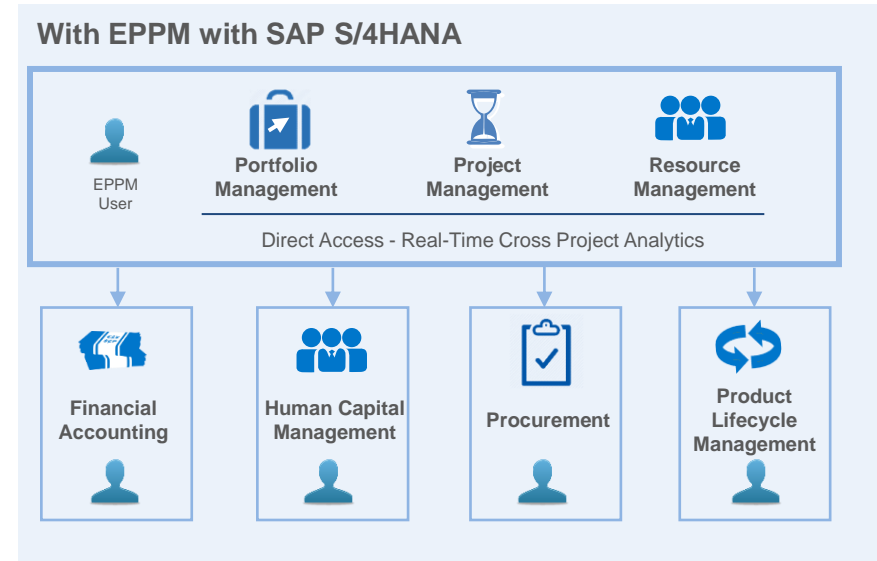 With EPPM with SAP S/4HANA
EPPM
User
Portfolio
Management
Project
Management
Resource
Management
Direct Access - Real-Time Cross Project Analytics
Financial
Accounting
Human Capital
Management
Procurement
Product
Lifecycle
Management